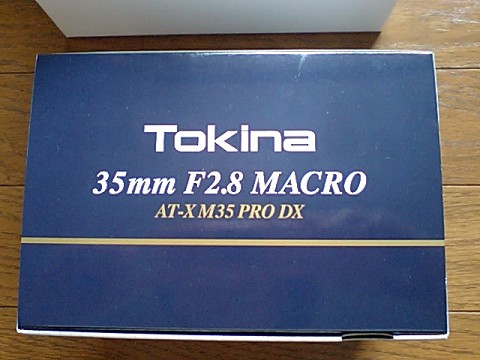 Tokina
35mm F2.8 MACRO
AT-X M35 PRO DX